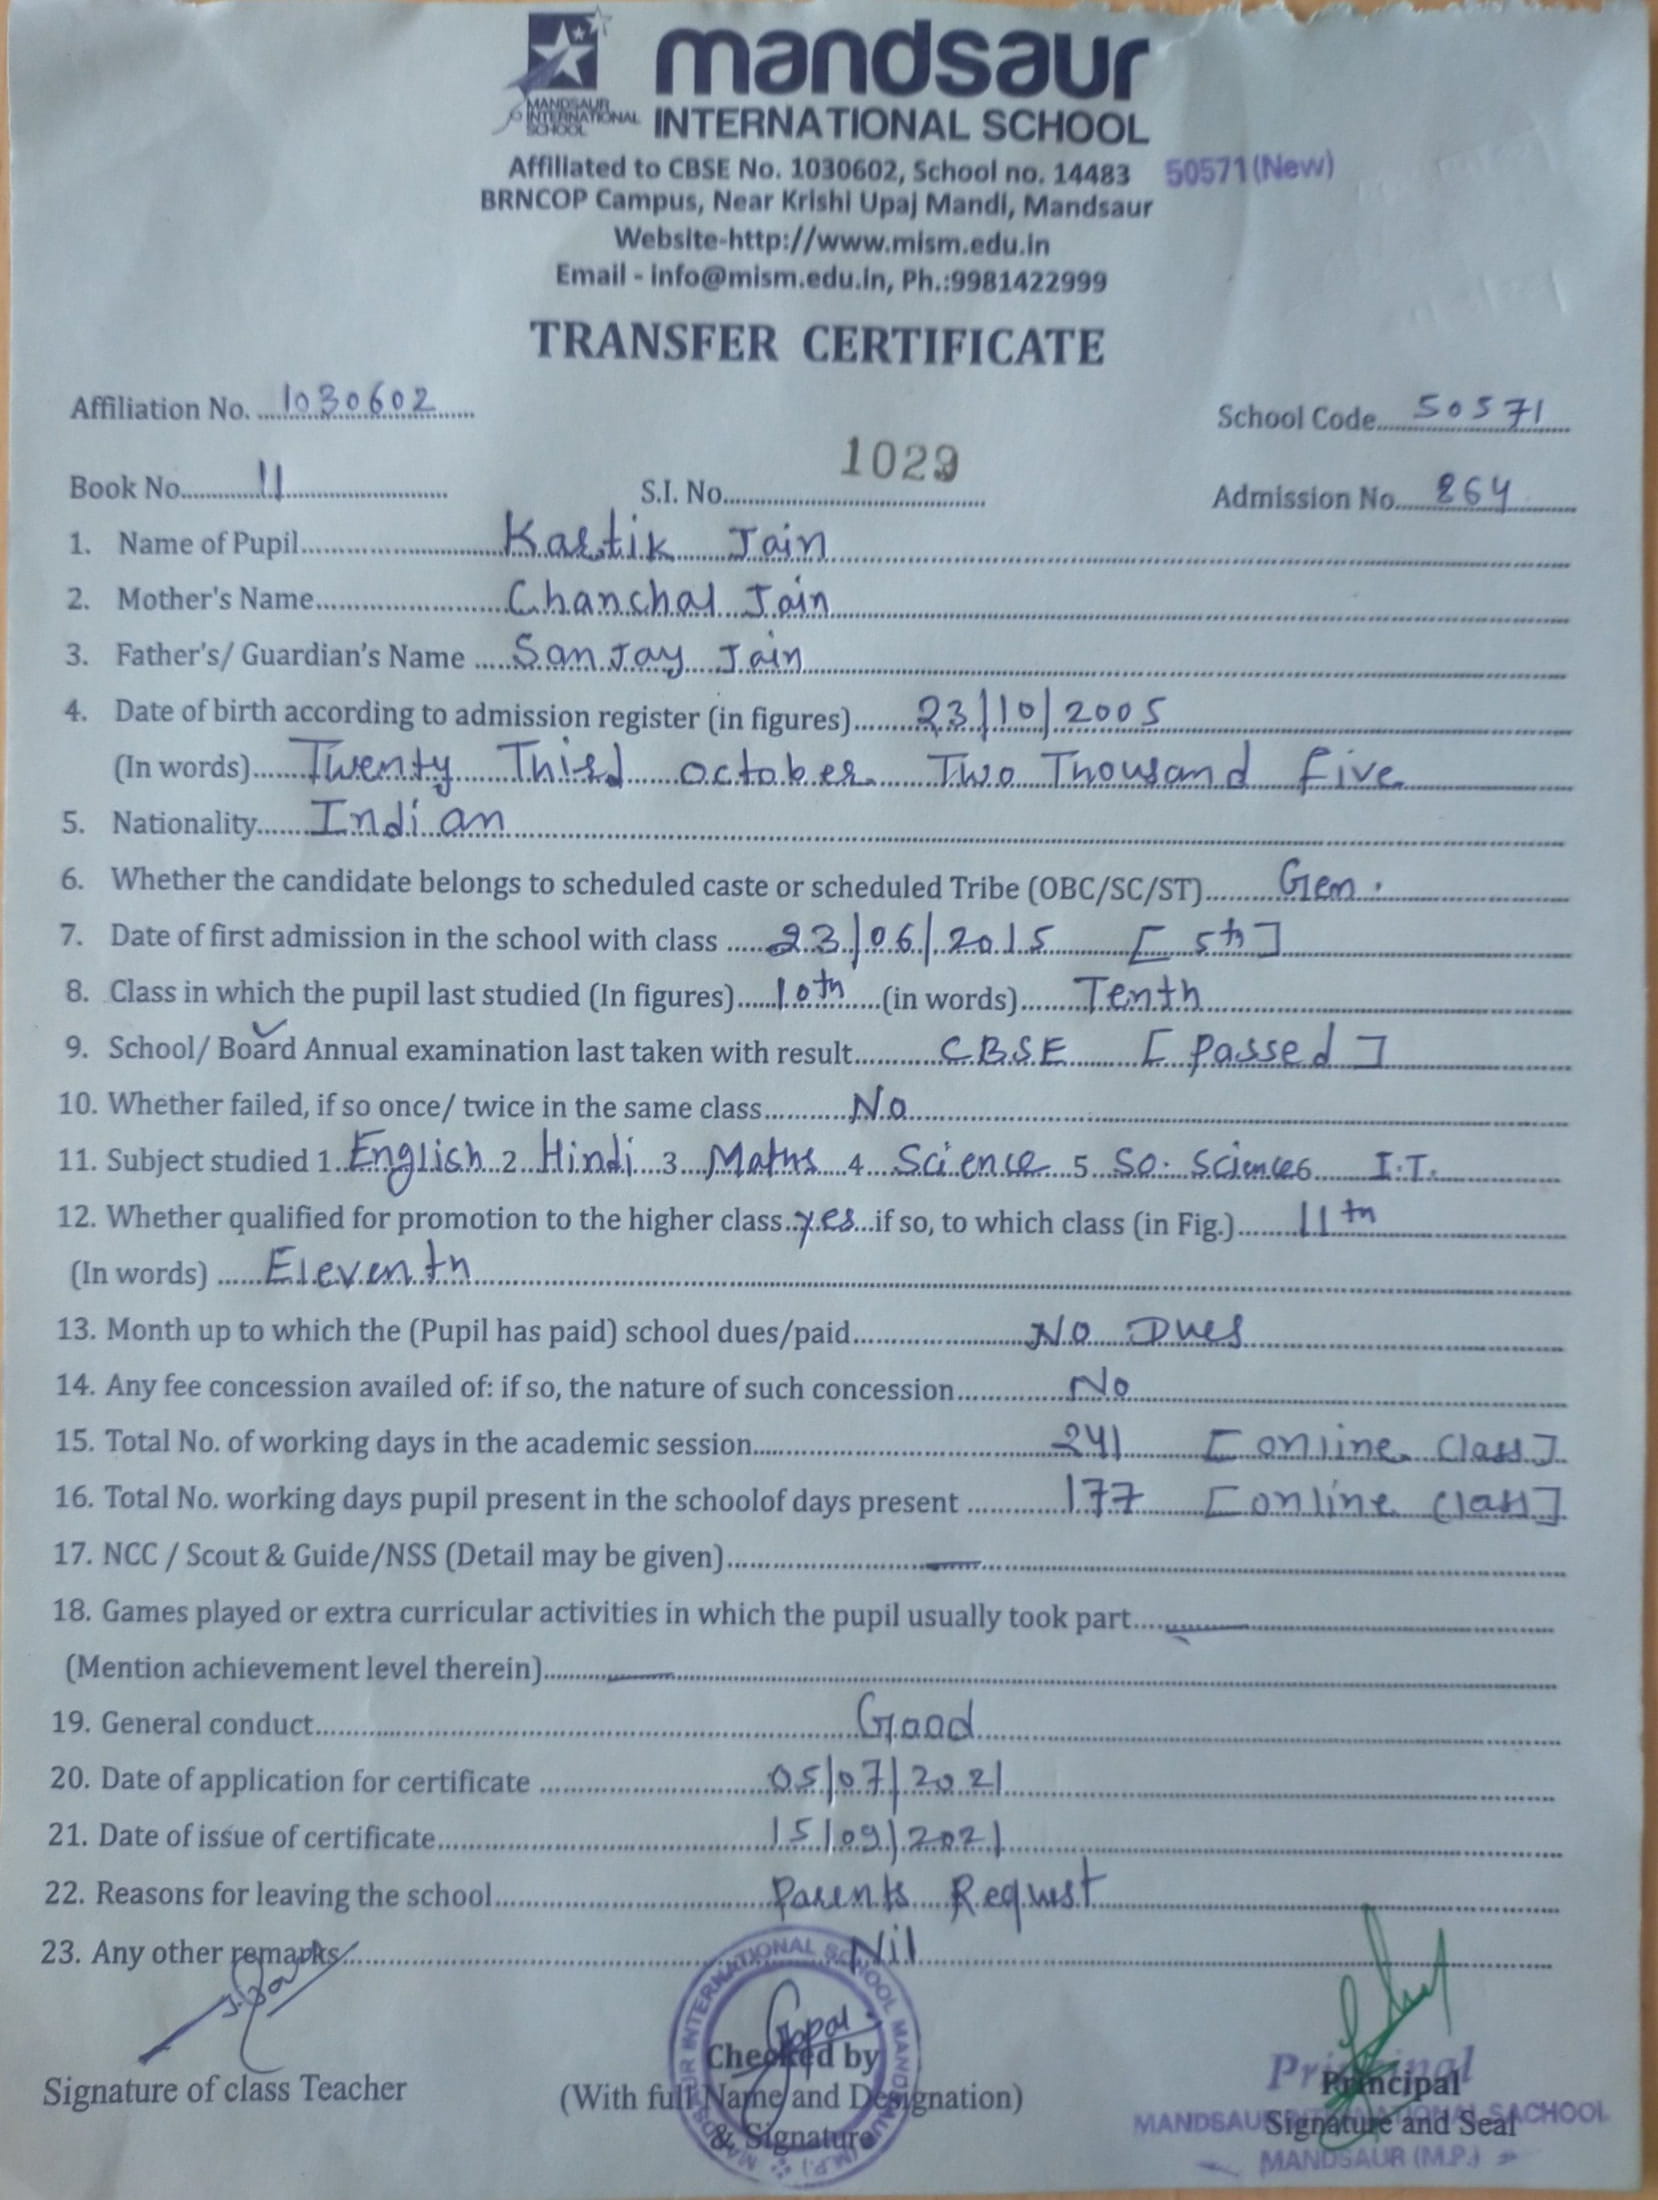 mandsaur
INTERNATIONAL SCHOOL
MANDSAUR
INTERNATIONAL
SCHOOL
Affiliated to CBSE No. 1030602, School no. 14483 50571(New)
BRNCOP Campus, Near Krishi Upaj Mandi, Mandsaur
Website-http://www.mism.edu.in
Email - info@mism.edu.in, Ph.:9981422999
TRANSFER CERTIFICATE
Affiliation No. 1030602 School Code 50571
Book No. 11 S.I. No. 1029 Admission No. 864
1. Name of Pupil Kartik Jain
2. Mother's Name Chanchal Jain
3. Father's/ Guardian's Name Sanjay Jain
4. Date of birth according to admission register (in figures) 23/10/2005
(In words) Twenty Third october Two Thousand Five
5. Nationality Indian
6. Whether the candidate belongs to scheduled caste or scheduled Tribe (OBC/SC/ST) Gen.
7. Date of first admission in the school with class 23/06/2015 [5th]
8. Class in which the pupil last studied (In figures) 10th (in words) Tenth
9. School/ Board Annual examination last taken with result CBSE [Passed]
10. Whether failed, if so once/ twice in the same class No
11. Subject studied 1. English 2. Hindi 3. Maths 4. Science 5. So. Science 6. I.T.
12. Whether qualified for promotion to the higher class yes if so, to which class (in Fig.) 11th
(In words) Eleventh
13. Month up to which the (Pupil has paid) school dues/paid No Dues
14. Any fee concession availed of: if so, the nature of such concession No
15. Total No. of working days in the academic session 241 [online class]
16. Total No. working days pupil present in the schoolof days present 177 [online class]
17. NCC / Scout & Guide/NSS (Detail may be given)
18. Games played or extra curricular activities in which the pupil usually took part
(Mention achievement level therein)
19. General conduct Good
20. Date of application for certificate 05/07/2021
21. Date of issue of certificate 15/09/2021
22. Reasons for leaving the school Parents Request
23. Any other remarks Nil
MANDSAUR INTERNATIONAL SCHOOL MANDSAUR (M.P.)
Gopal
Signature of class Teacher
Checked by
(With full Name and Designation)
& Signature
Principal
Principal
Signature and Seal
MANDSAUR INTERNATIONAL SACHOOL
MANDSAUR (M.P.)